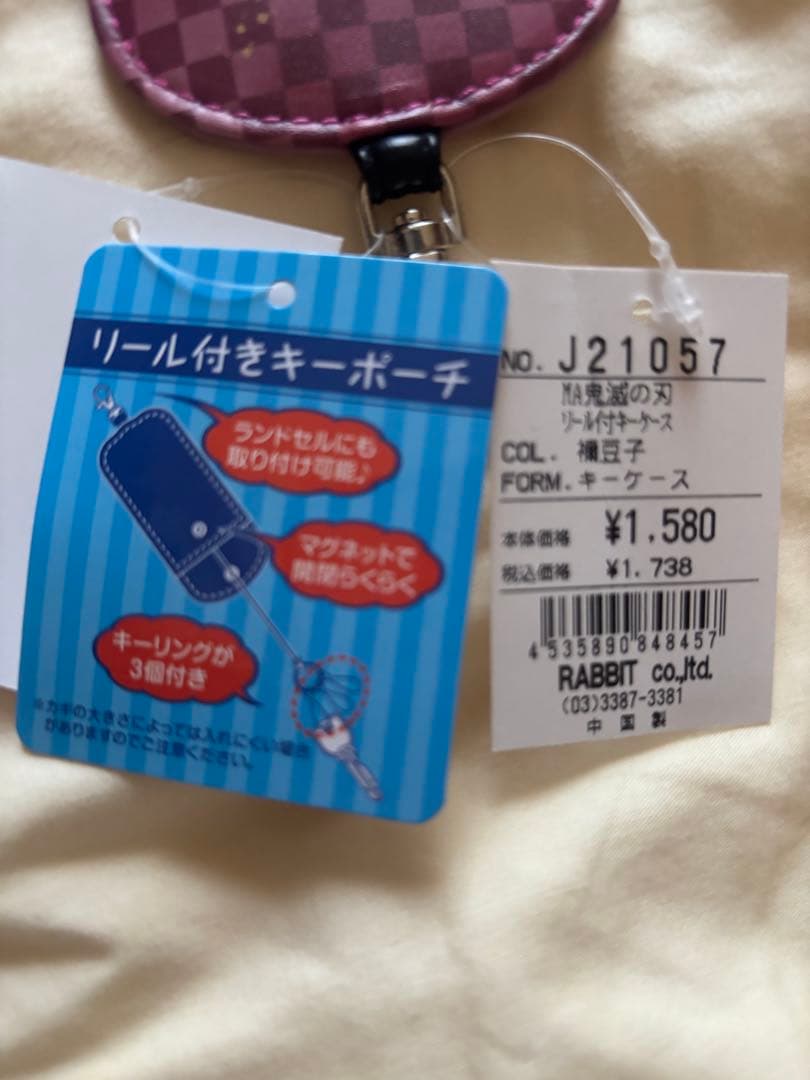 リール付きキーポーチ
ランドセルにも
取り付け可能♪
マグネットで
開閉らくらく
キーリングが
3個付き
※カギの大きさによっては入れにくい場合
がありますのでご注意ください。
NO. J21057
MA鬼滅の刃
リール付キーケース
COL. 禰豆子
FORM. キーケース
本体価格 ¥1,580
税込価格 ¥1,738
4 535890 848457
RABBIT co.,ltd.
(03)3387-3381
中国製